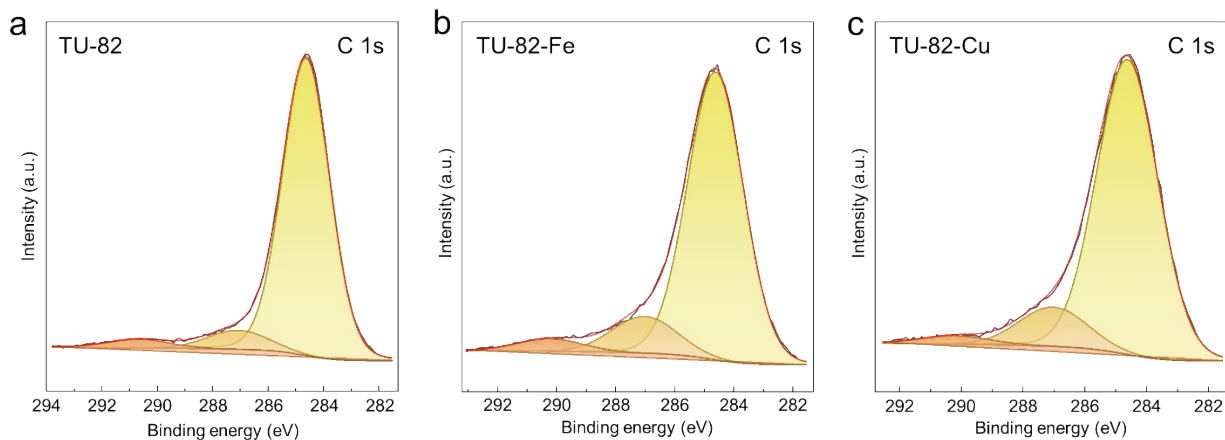 a
TU-82
C 1s
Intensity (a.u.)
294 292 290 288 286 284 282
Binding energy (eV)
b
TU-82-Fe
C 1s
Intensity (a.u.)
292 290 288 286 284 282
Binding energy (eV)
c
TU-82-Cu
C 1s
Intensity (a.u.)
292 290 288 286 284 282
Binding energy (eV)